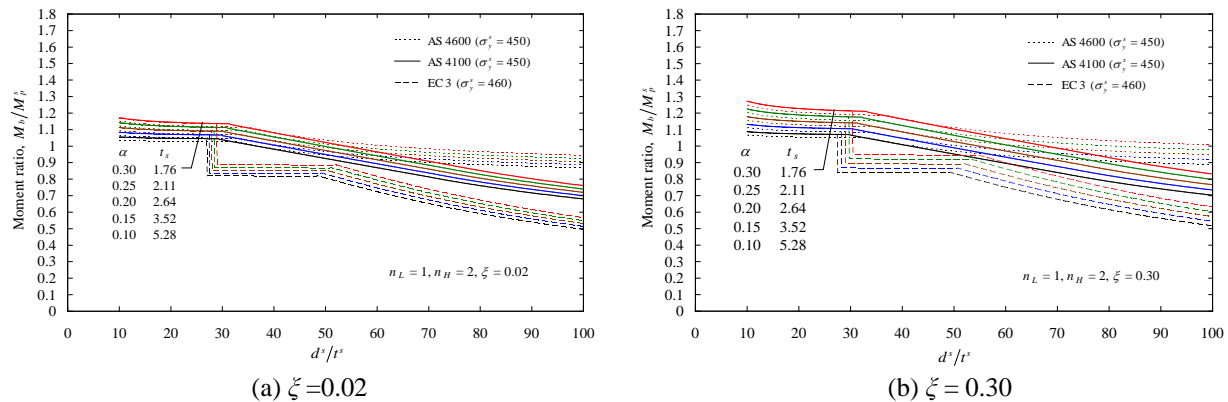 1.8
1.7
1.6
1.5
1.4
1.3
1.2
1.1
1
0.9
0.8
0.7
0.6
0.5
0.4
0.3
0.2
0.1
0
Moment ratio, M_b/M_p^s
AS 4600 (σ_y^s = 450)
AS 4100 (σ_y^s = 450)
EC 3 (σ_y^s = 460)
α t_s
0.30 1.76
0.25 2.11
0.20 2.64
0.15 3.52
0.10 5.28
n_L = 1, n_H = 2, ξ = 0.02
0 10 20 30 40 50 60 70 80 90 100
d^s/t^s
(a) ξ =0.02
1.8
1.7
1.6
1.5
1.4
1.3
1.2
1.1
1
0.9
0.8
0.7
0.6
0.5
0.4
0.3
0.2
0.1
0
Moment ratio, M_b/M_p^s
AS 4600 (σ_y^s = 450)
AS 4100 (σ_y^s = 450)
EC 3 (σ_y^s = 460)
α t_s
0.30 1.76
0.25 2.11
0.20 2.64
0.15 3.52
0.10 5.28
n_L = 1, n_H = 2, ξ = 0.30
0 10 20 30 40 50 60 70 80 90 100
d^s/t^s
(b) ξ = 0.30